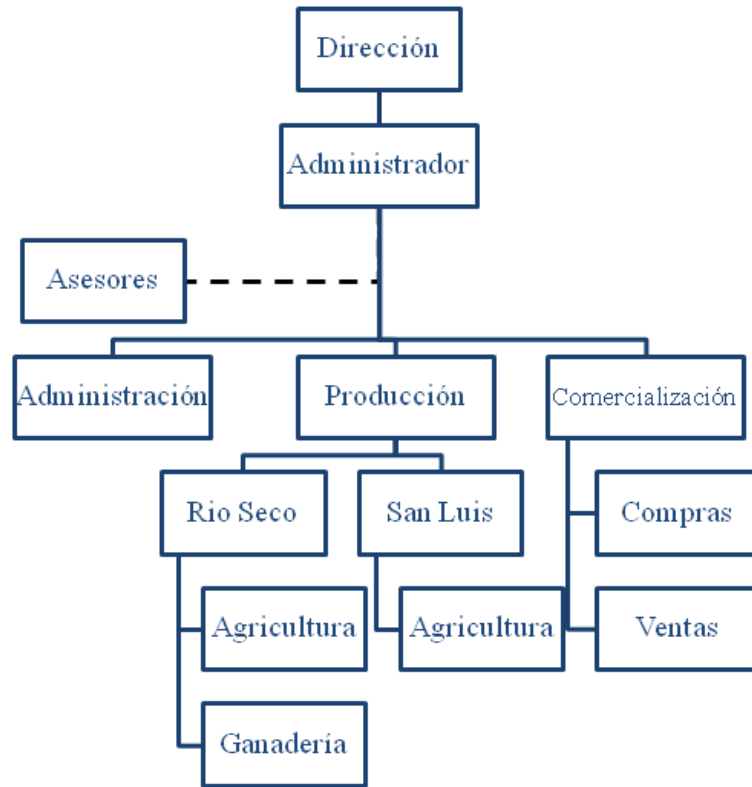 Dirección
Administrador
Asesores
Administración
Producción
Comercialización
Rio Seco
San Luis
Compras
Agricultura
Agricultura
Ventas
Ganadería